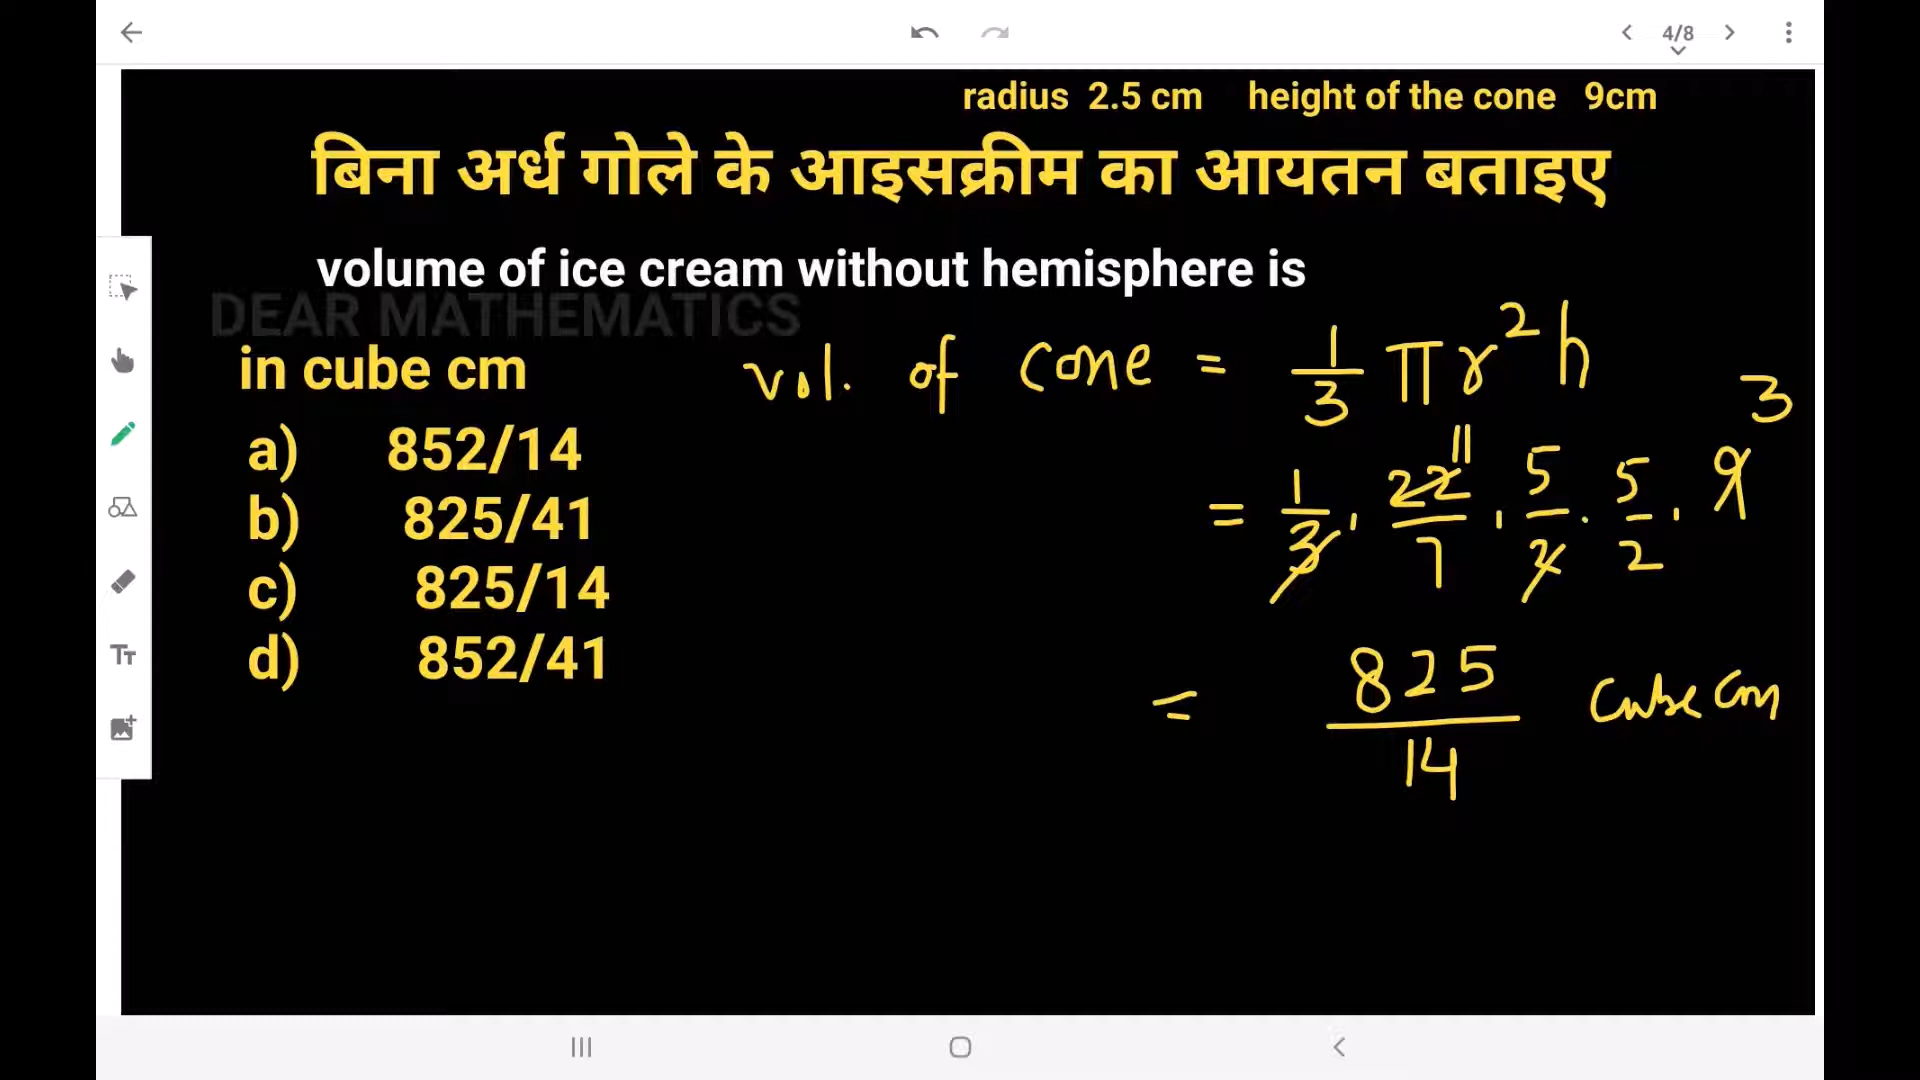 4/8
radius 2.5 cm height of the cone 9cm
बिना अर्ध गोले के आइसक्रीम का आयतन बताइए
volume of ice cream without hemisphere is
DEAR MATHEMATICS
in cube cm
vol. of cone = 1/3 π r² h
3
11
= 1/3 . 22/7 . 5/2 . 5/2 . 9
a) 852/14
b) 825/41
c) 825/14
d) 852/41
= 825/14 cube cm
Tт